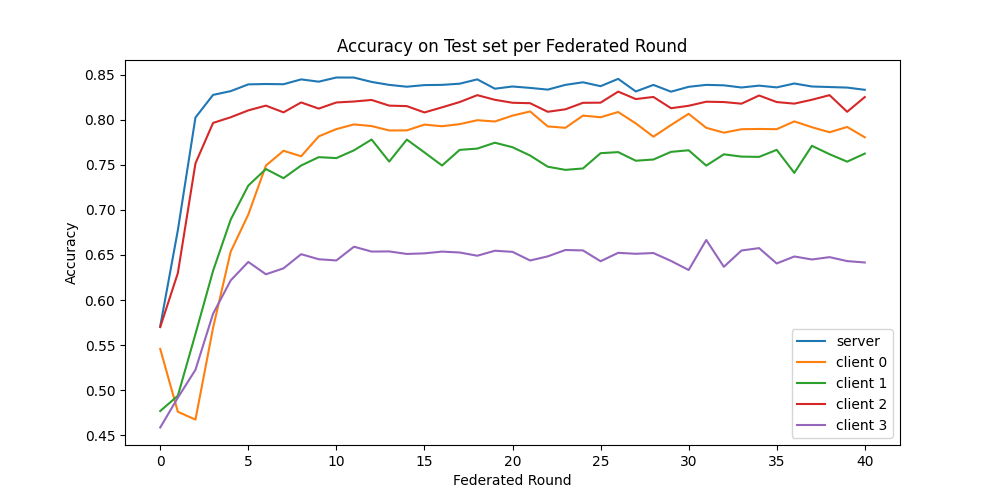 Accuracy on Test set per Federated Round
Accuracy
0.85
0.80
0.75
0.70
0.65
0.60
0.55
0.50
0.45
server
client 0
client 1
client 2
client 3
0 5 10 15 20 25 30 35 40
Federated Round